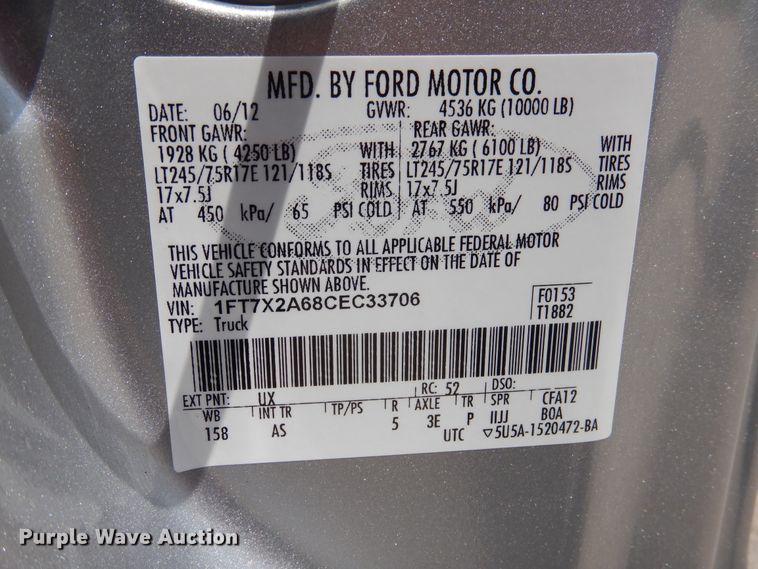 MFD. BY FORD MOTOR CO.
DATE: 06/12 GVWR: 4536 KG (10000 LB)
FRONT GAWR: REAR GAWR:
1928 KG ( 4250 LB) WITH 2767 KG ( 6100 LB) WITH
LT245/75R17E 121/118S TIRES LT245/75R17E 121/118S TIRES
17x7.5J RIMS 17x7.5J RIMS
AT 450 kPa/ 65 PSI COLD AT 550 kPa/ 80 PSI COLD
THIS VEHICLE CONFORMS TO ALL APPLICABLE FEDERAL MOTOR
VEHICLE SAFETY STANDARDS IN EFFECT ON THE DATE OF
MANUFACTURE SHOWN ABOVE.
VIN: 1FT7X2A68CEC33706 F0153
TYPE: Truck T1882
EXT PNT: UX RC: 52 DSO:
WB INT TR TP/PS R AXLE TR SPR CFA12
158 AS 5 3E P IIJJ BOA
UTC ▽5U5A-1520472-BA
Purple Wave Auction